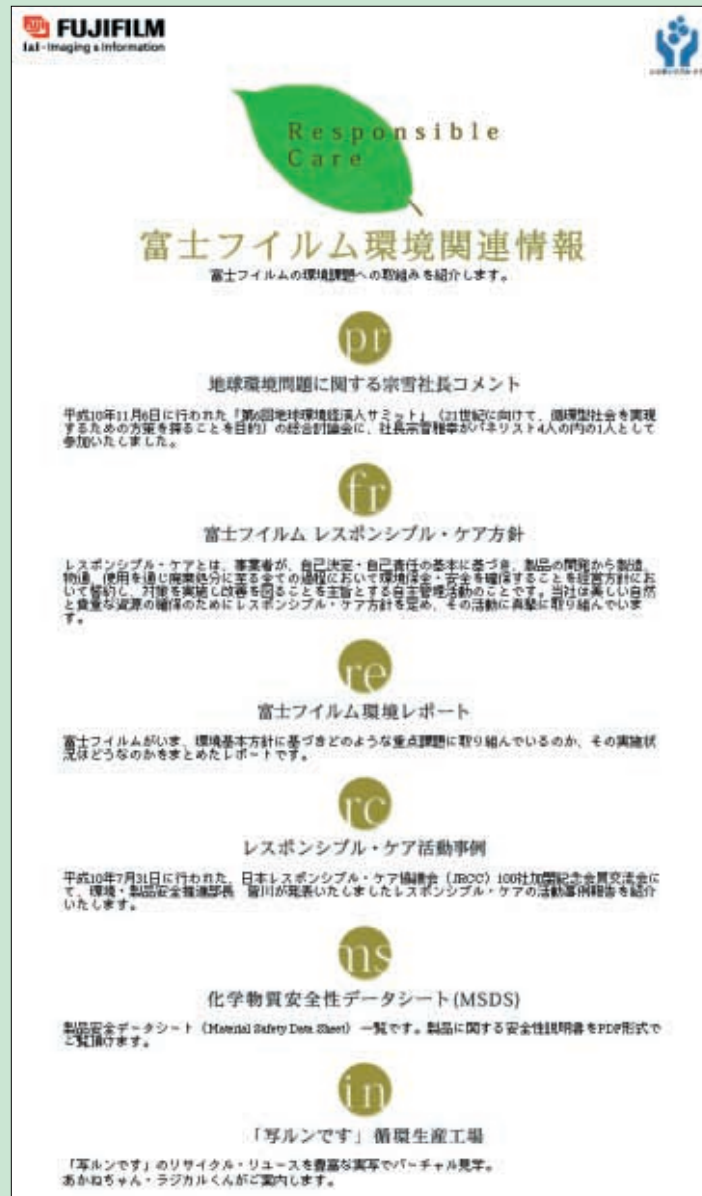 FUJIFILM
I&I-Imaging & Information
Responsible
Care
富士フイルム環境関連情報
富士フイルムの環境課題への取組みを紹介します。
pr
地球環境問題に関する宗雪社長コメント
平成10年11月6日に行われた「第6回地球環境経済人サミット」（21世紀に向けて、循環型社会を実現
するための方策を探ることを目的）の総合討論会に、社長宗雪雅幸がパネリスト4人の内の1人として
参加いたしました。
fr
富士フイルム レスポンシブル・ケア方針
レスポンシブル・ケアとは、事業者が、自己決定・自己責任の基本に基づき、製品の開発から製造、
物流、使用を通じ廃棄処分に至る全ての過程において環境保全・安全を確保することを経営方針にお
いて誓約し、対策を実施し改善を図ることを主旨とする自主管理活動のことです。当社は美しい自然
と貴重な資源の確保のためにレスポンシブル・ケア方針を定め、その活動に真摯に取り組んでいま
す。
re
富士フイルム環境レポート
富士フイルムがいま、環境基本方針に基づきどのような重点課題に取り組んでいるのか、その実施状
況はどうなのかをまとめたレポートです。
rc
レスポンシブル・ケア活動事例
平成10年7月31日に行われた、日本レスポンシブル・ケア協議会（JRCC）100社加盟記念会員交流会に
て、環境・製品安全推進部長 皆川が発表いたしましたレスポンシブル・ケアの活動事例報告を紹介
いたします。
ms
化学物質安全性データシート(MSDS)
製品安全データシート（Material Safety Data Sheet）一覧です。製品に関する安全性説明書をPDF形式で
ご覧頂けます。
in
「写ルンです」循環生産工場
「写ルンです」のリサイクル・リユースを豊富な実写でバーチャル見学。
あかねちゃん・ラジカルくんがご案内します。